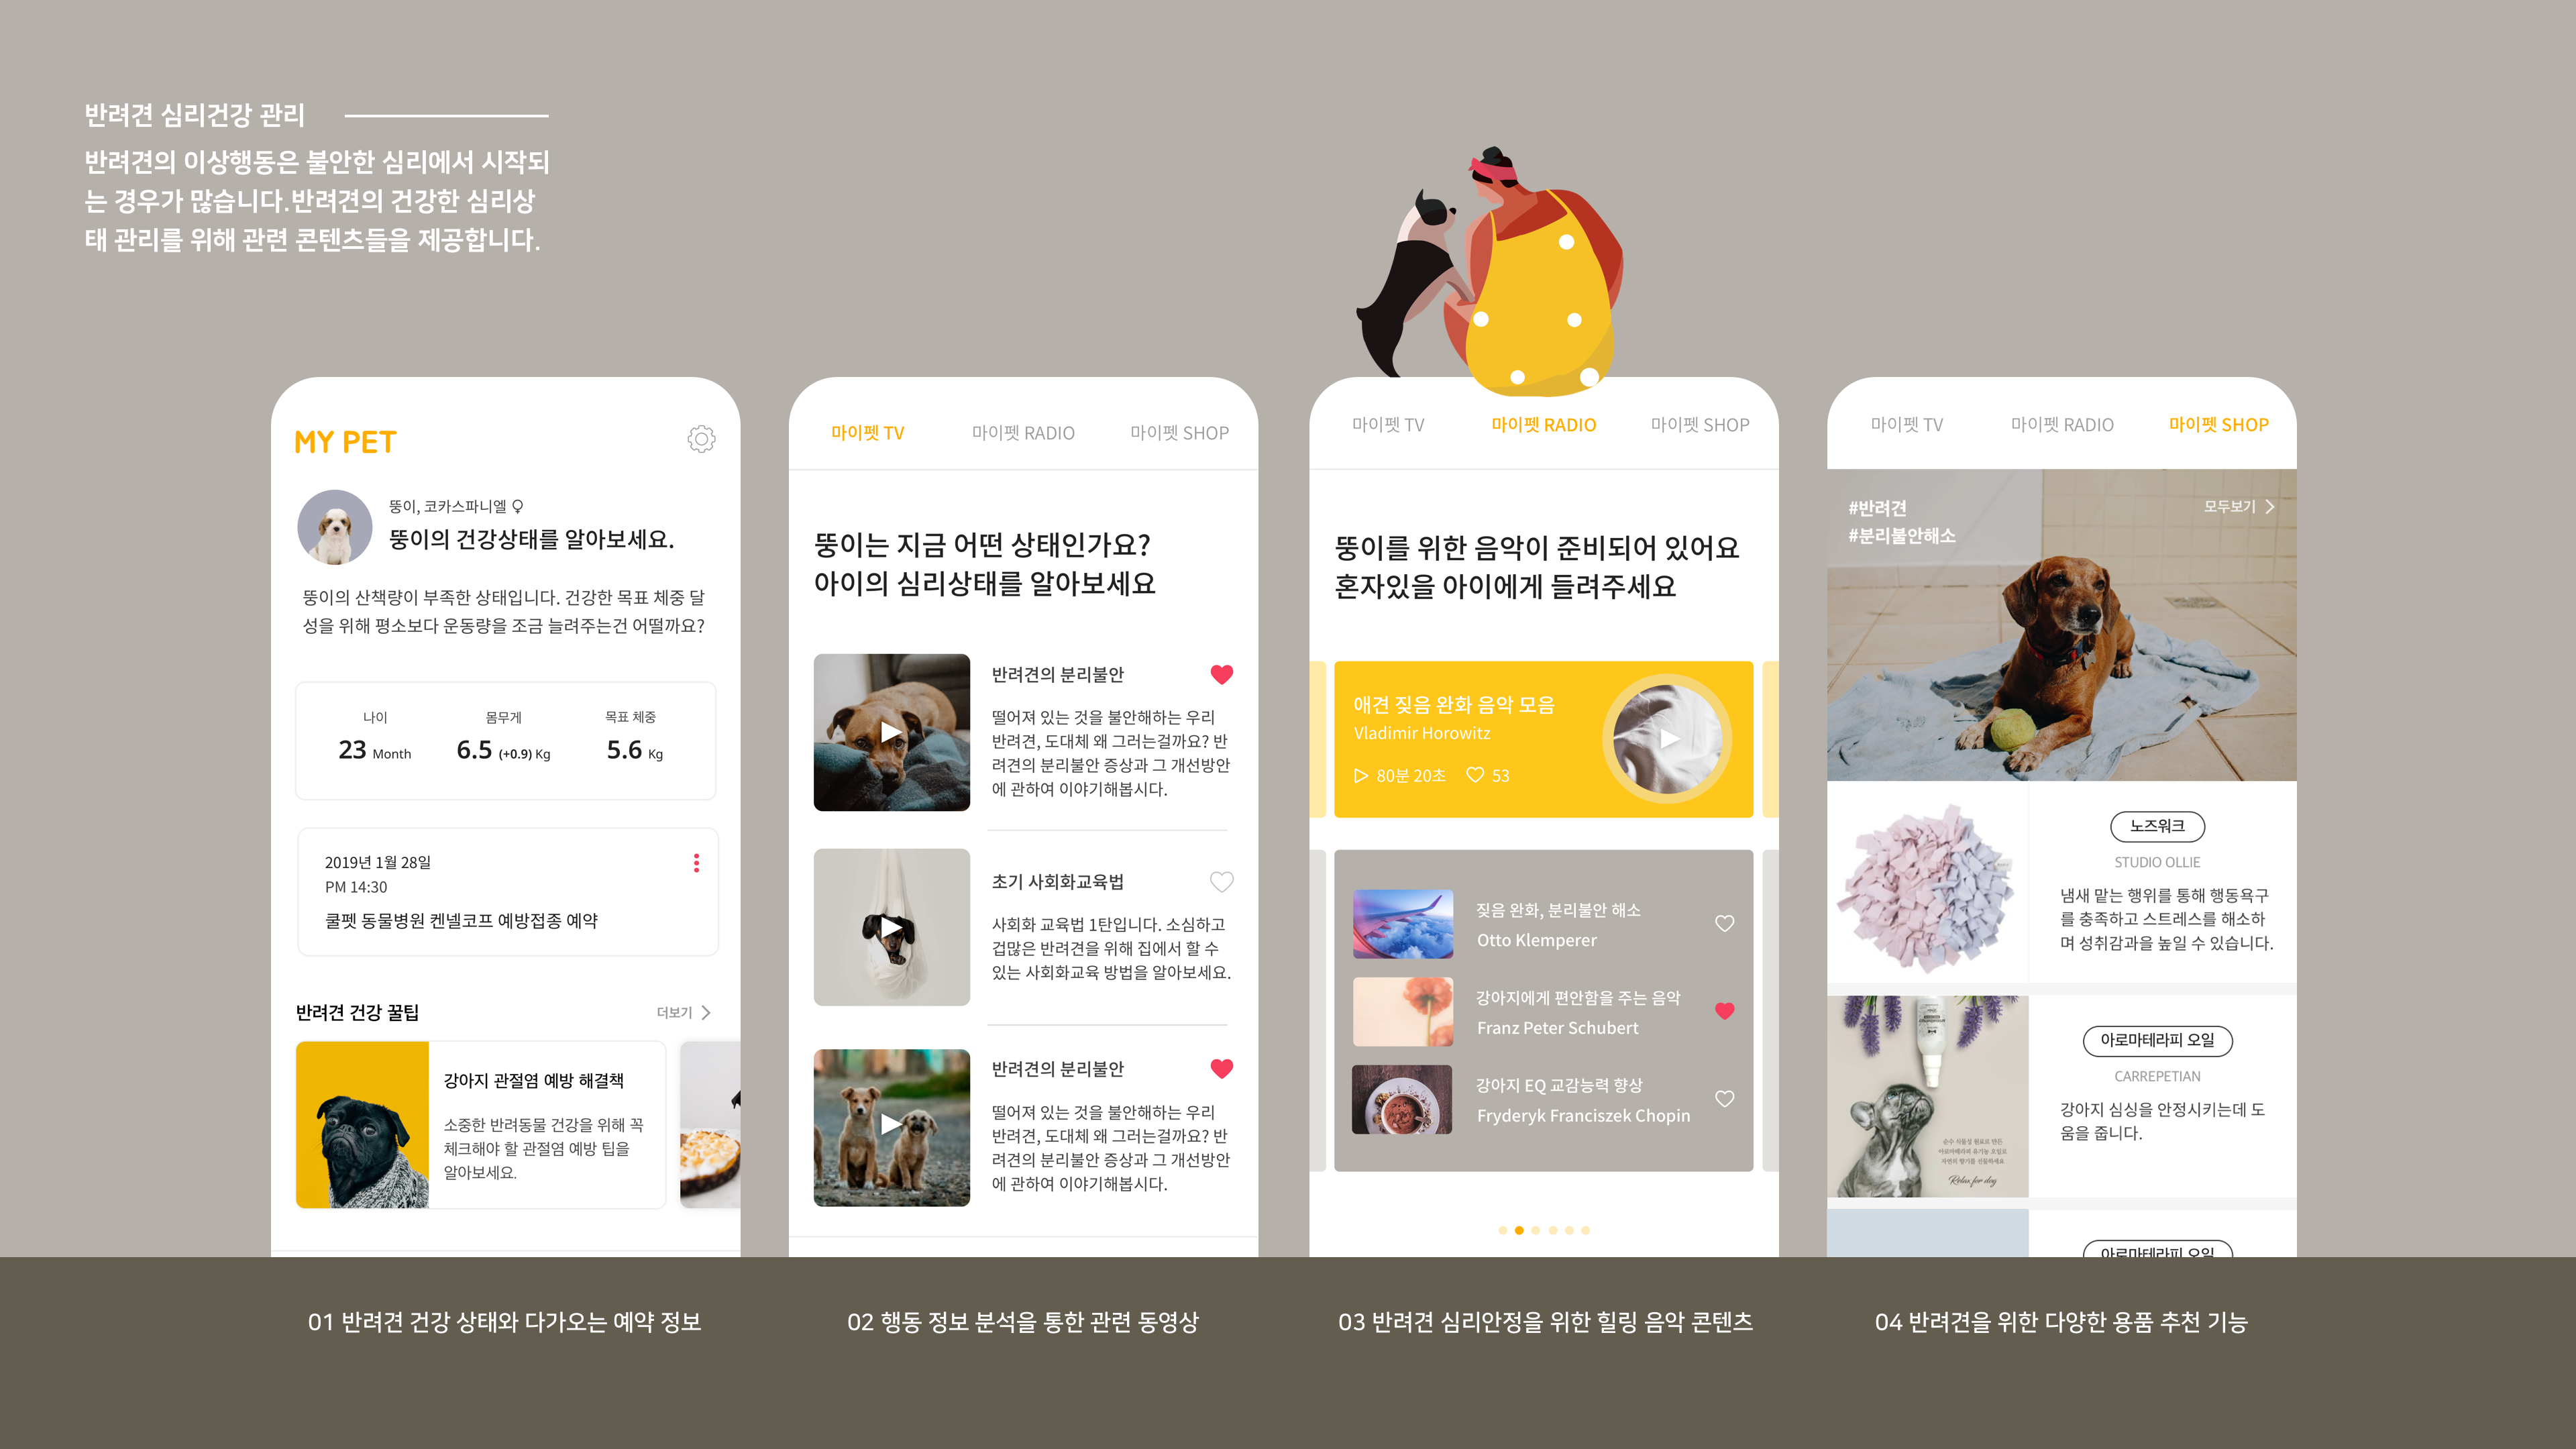 반려견 심리건강 관리
반려견의 이상행동은 불안한 심리에서 시작되
는 경우가 많습니다.반려견의 건강한 심리상
태 관리를 위해 관련 콘텐츠들을 제공합니다.
MY PET
뚱이, 코카스파니엘 ♀
뚱이의 건강상태를 알아보세요.
뚱이의 산책량이 부족한 상태입니다. 건강한 목표 체중 달
성을 위해 평소보다 운동량을 조금 늘려주는건 어떨까요?
나이 몸무게 목표 체중
23 Month 6.5 (+0.9) Kg 5.6 Kg
2019년 1월 28일
PM 14:30
쿨펫 동물병원 켄넬코프 예방접종 예약
반려견 건강 꿀팁 더보기
강아지 관절염 예방 해결책
소중한 반려동물 건강을 위해 꼭
체크해야 할 관절염 예방 팁을
알아보세요.
마이펫 TV 마이펫 RADIO 마이펫 SHOP
뚱이는 지금 어떤 상태인가요?
아이의 심리상태를 알아보세요
반려견의 분리불안
떨어져 있는 것을 불안해하는 우리
반려견, 도대체 왜 그러는걸까요? 반
려견의 분리불안 증상과 그 개선방안
에 관하여 이야기해봅시다.
초기 사회화교육법
사회화 교육법 1탄입니다. 소심하고
겁많은 반려견을 위해 집에서 할 수
있는 사회화교육 방법을 알아보세요.
반려견의 분리불안
떨어져 있는 것을 불안해하는 우리
반려견, 도대체 왜 그러는걸까요? 반
려견의 분리불안 증상과 그 개선방안
에 관하여 이야기해봅시다.
마이펫 TV 마이펫 RADIO 마이펫 SHOP
뚱이를 위한 음악이 준비되어 있어요
혼자있을 아이에게 들려주세요
애견 짖음 완화 음악 모음
Vladimir Horowitz
80분 20초 53
짖음 완화, 분리불안 해소
Otto Klemperer
강아지에게 편안함을 주는 음악
Franz Peter Schubert
강아지 EQ 교감능력 향상
Fryderyk Franciszek Chopin
마이펫 TV 마이펫 RADIO 마이펫 SHOP
#반려견 모두보기
#분리불안해소
노즈워크
STUDIO OLLIE
냄새 맡는 행위를 통해 행동욕구
를 충족하고 스트레스를 해소하
며 성취감과을 높일 수 있습니다.
순수 식물성 원료로 만든
아로마테라피 유기농 오일로
자연의 향기를 선물하세요
Relax for dog
아로마테라피 오일
CARREPETIAN
강아지 심싱을 안정시키는데 도
움을 줍니다.
아로마테라피 오일
01 반려견 건강 상태와 다가오는 예약 정보
02 행동 정보 분석을 통한 관련 동영상
03 반려견 심리안정을 위한 힐링 음악 콘텐츠
04 반려견을 위한 다양한 용품 추천 기능